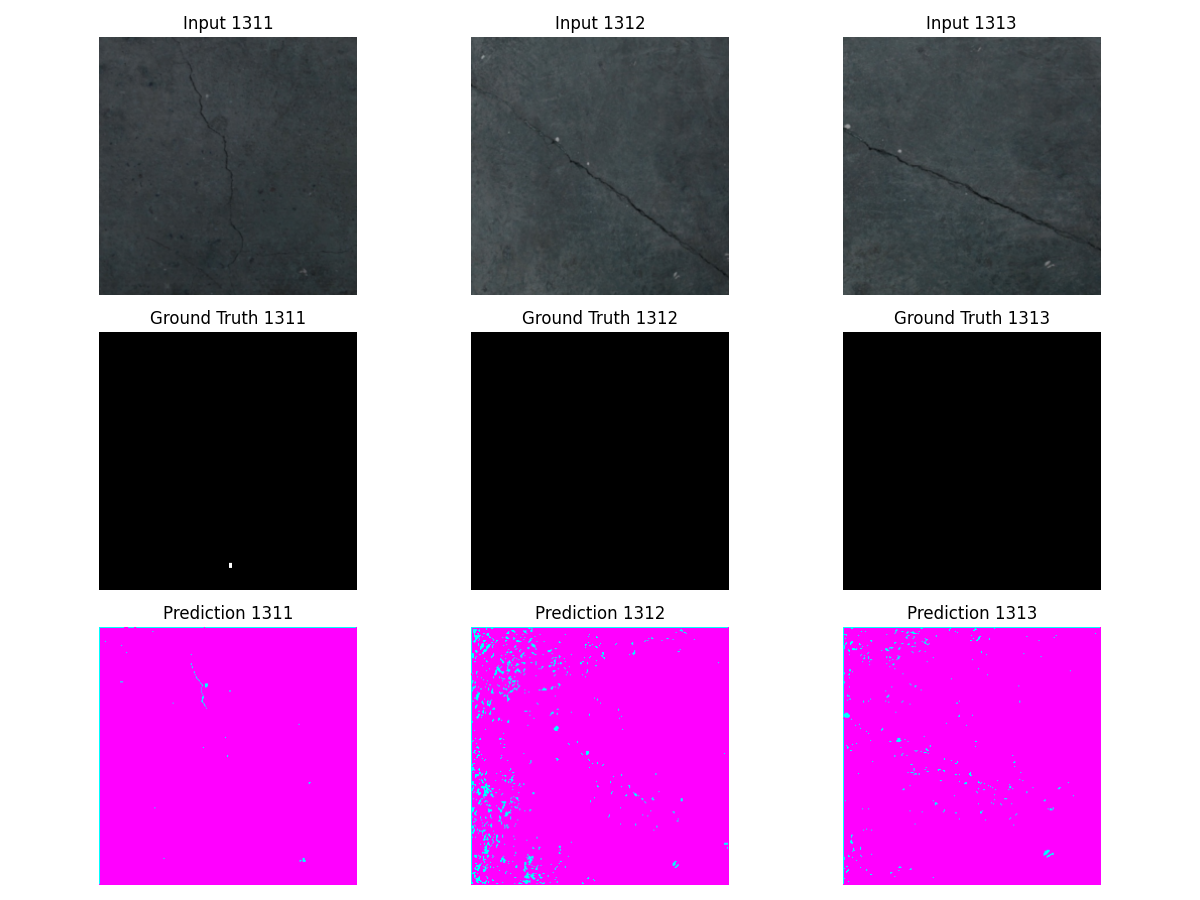 Input 1311
Input 1312
Input 1313
Ground Truth 1311
Ground Truth 1312
Ground Truth 1313
Prediction 1311
Prediction 1312
Prediction 1313